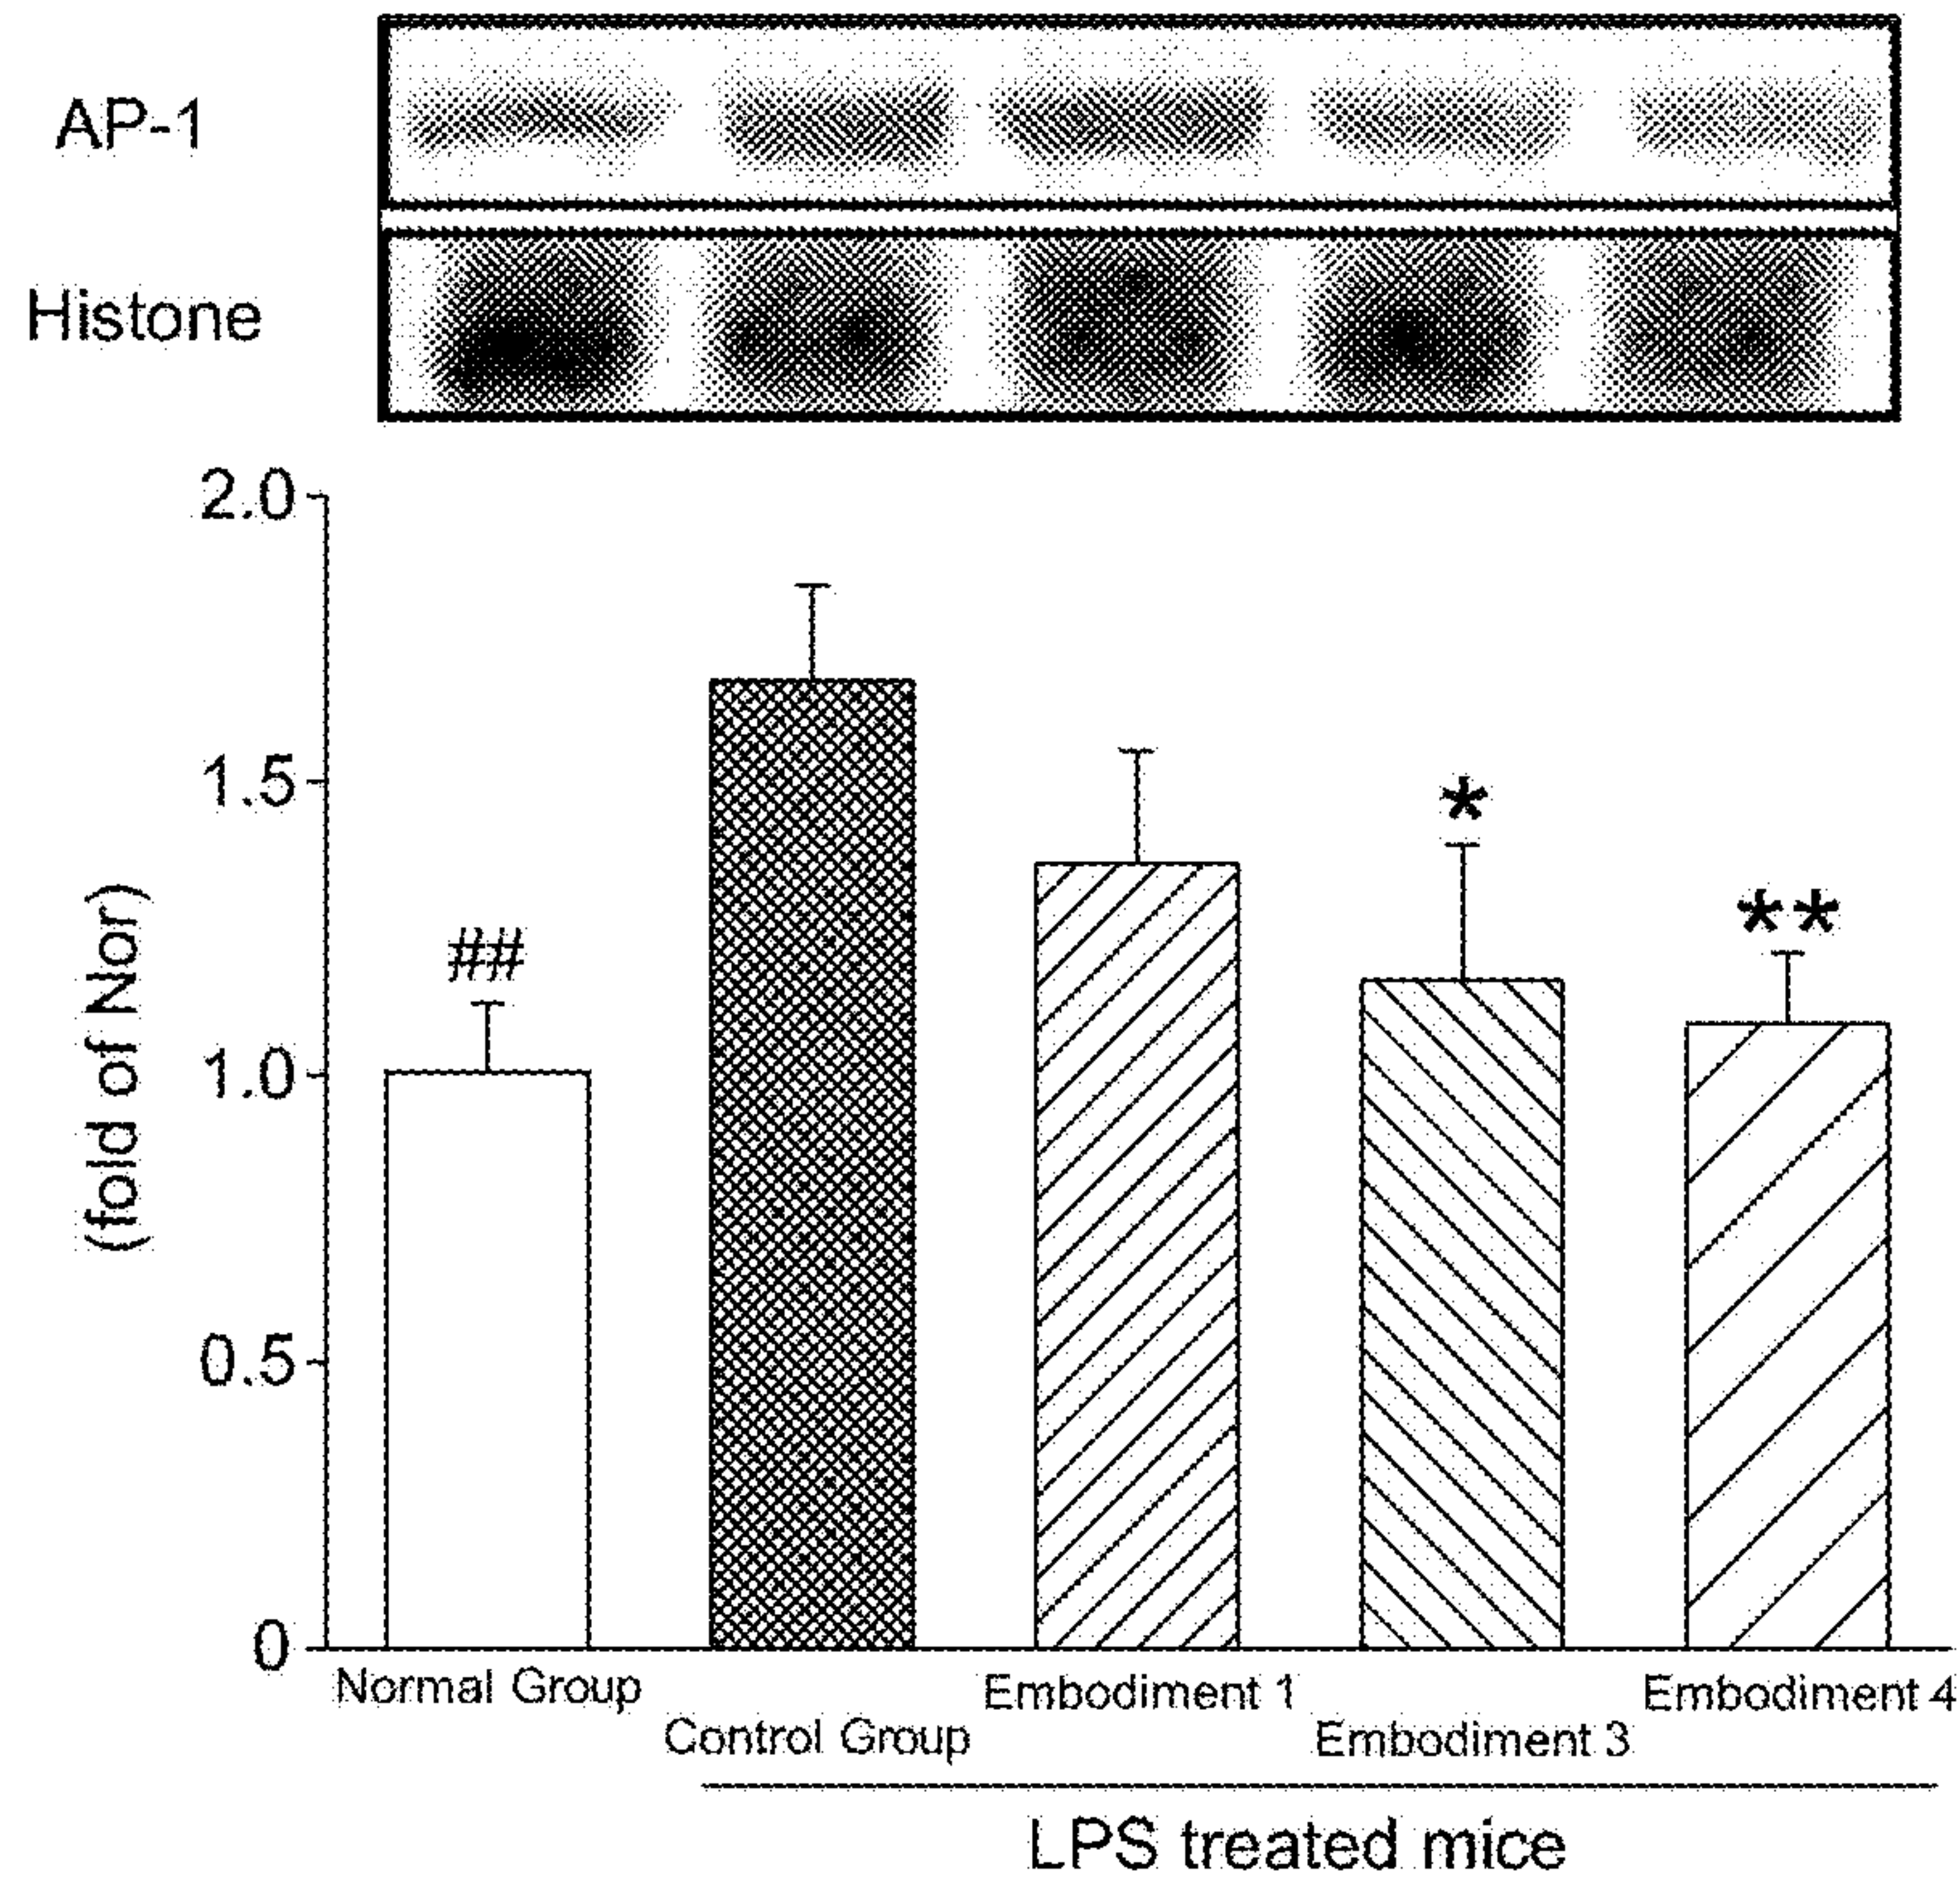 AP-1
Histone
2.0
1.5
1.0
0.5
0
(fold of Nor)
##
*
**
Normal Group
Control Group
Embodiment 1
Embodiment 3
Embodiment 4
LPS treated mice